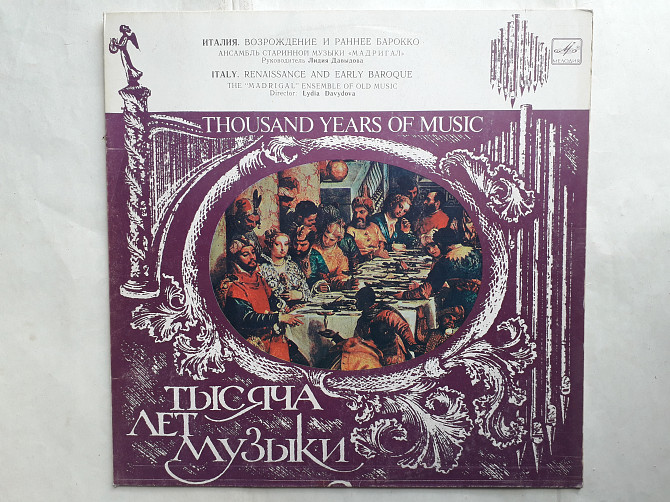 ИТАЛИЯ. ВОЗРОЖДЕНИЕ И РАННЕЕ БАРОККО
АНСАМБЛЬ СТАРИННОЙ МУЗЫКИ «МАДРИГАЛ»
Руководитель Лидия Давыдова
ITALY. RENAISSANCE AND EARLY BAROQUE
THE "MADRIGAL" ENSEMBLE OF OLD MUSIC
Director: Lydia Davydova
МЕЛОДИЯ
THOUSAND YEARS OF MUSIC
ТЫСЯЧА
ЛЕТ
МУЗЫКИ